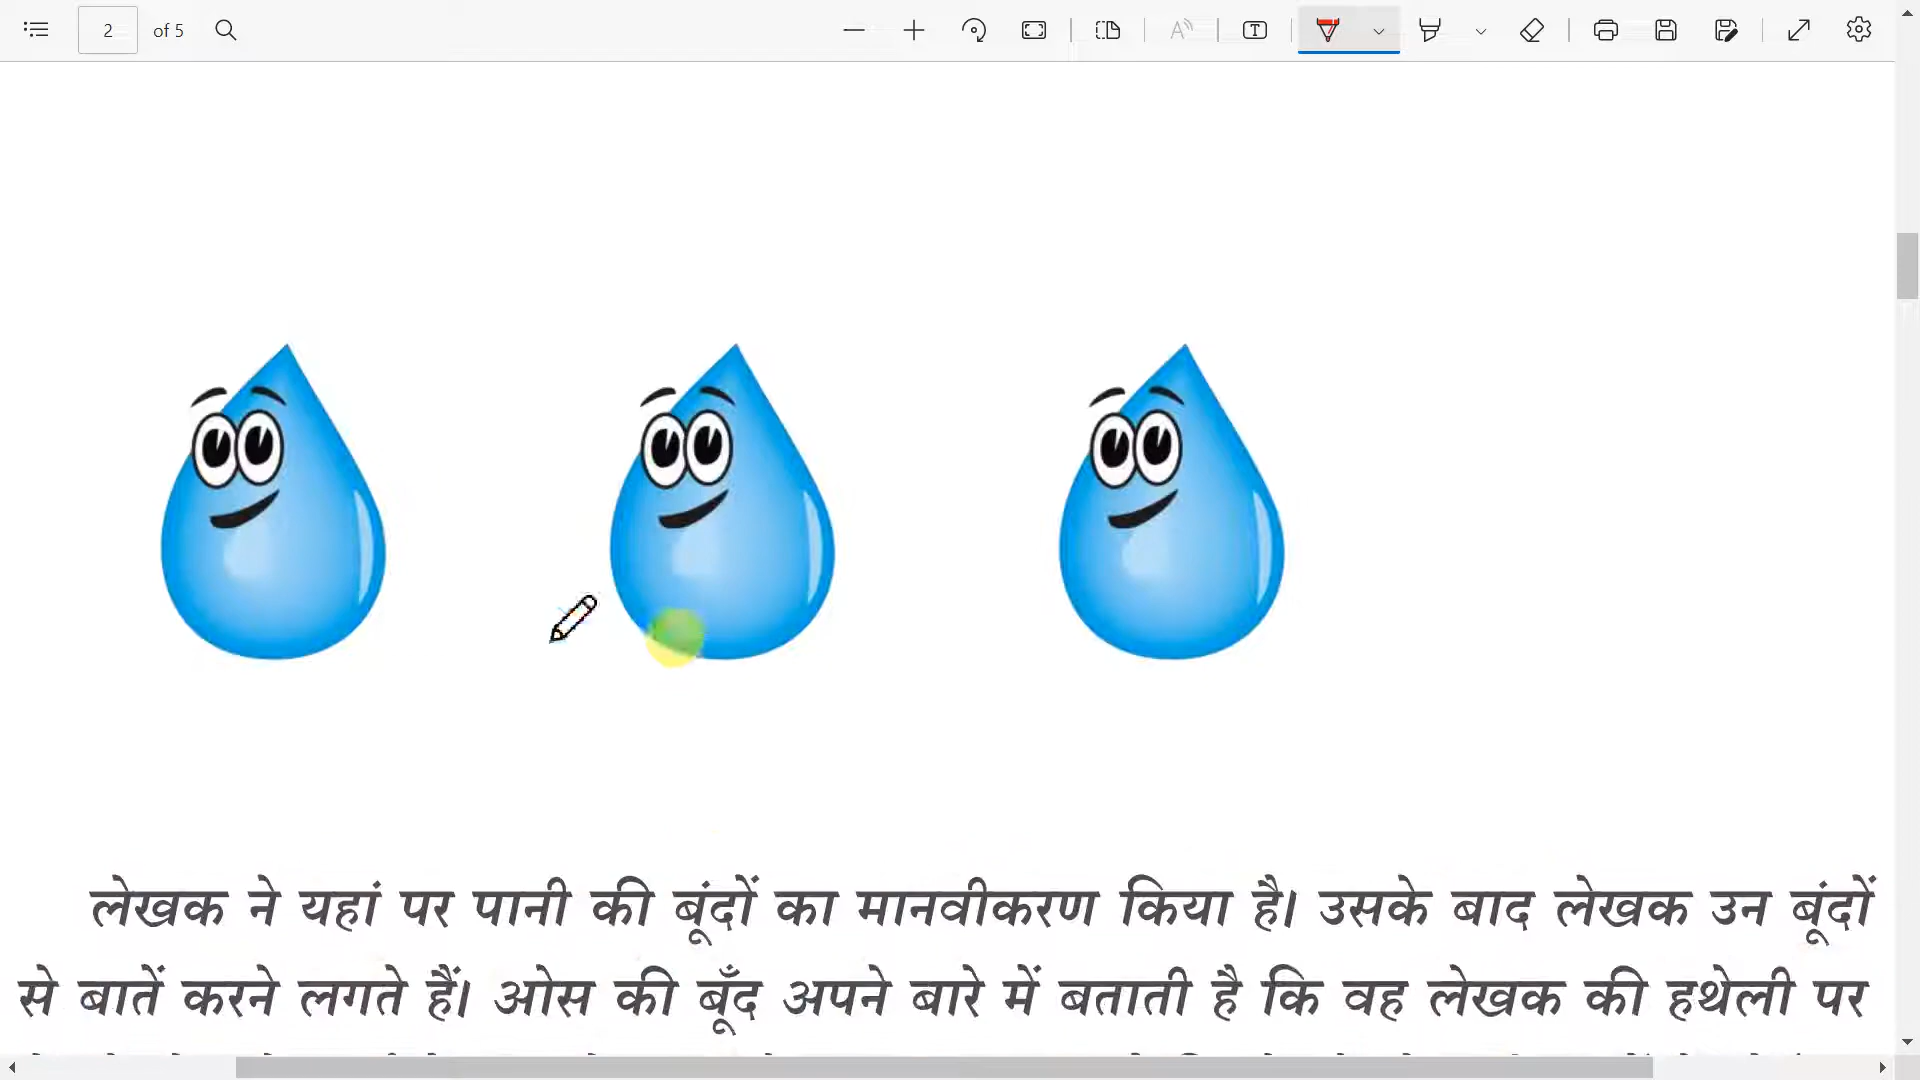 2 of 5
लेखक ने यहां पर पानी की बूंदों का मानवीकरण किया है। उसके बाद लेखक उन बूंदों
से बातें करने लगते हैं। ओस की बूँद अपने बारे में बताती है कि वह लेखक की हथेली पर